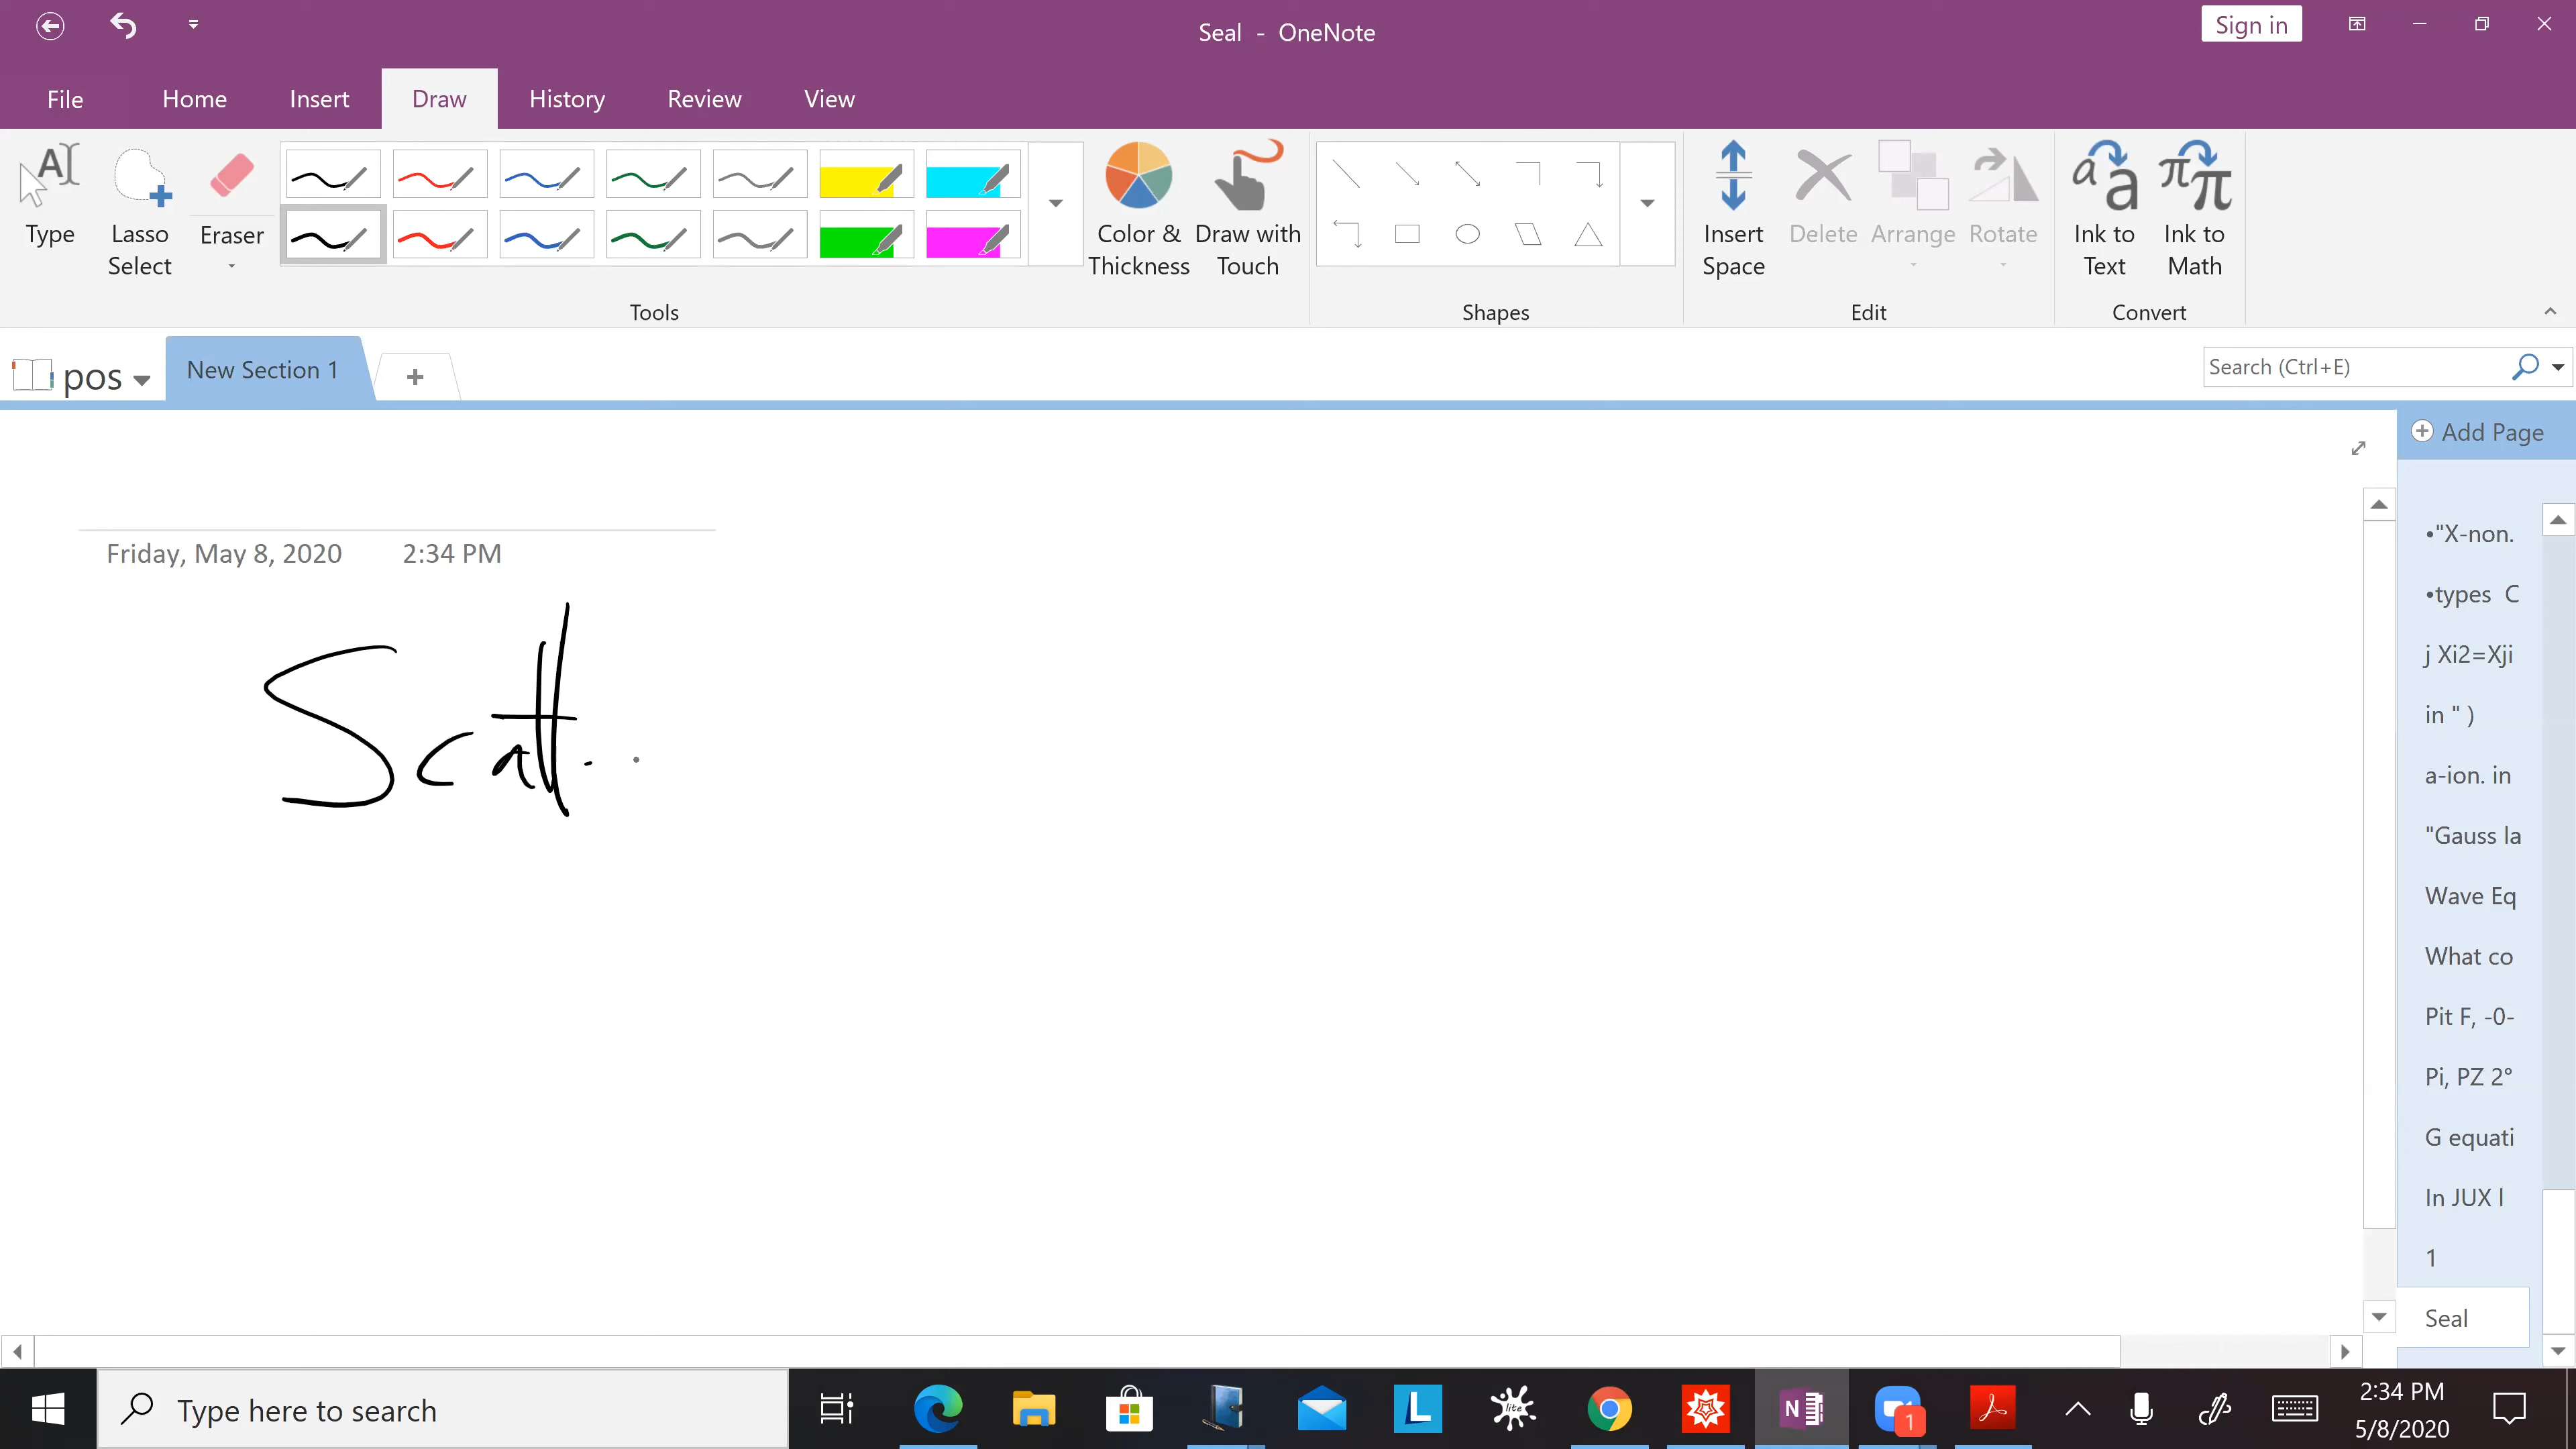 Seal - OneNote
Sign in
File Home Insert Draw History Review View
Type
Lasso Select
Eraser
Color & Thickness
Draw with Touch
Insert Space
Delete
Arrange
Rotate
Ink to Text
Ink to Math
Tools
Shapes
Edit
Convert
pos
New Section 1
Search (Ctrl+E)
Add Page
Friday, May 8, 2020 2:34 PM
Scatt.
•"X-non.
•types C
j Xi2=Xji
in " )
a-ion. in
"Gauss la
Wave Eq
What co
Pit F, -0-
Pi, PZ 2°
G equati
In JUX l
1
Seal
Type here to search
lite
1
2:34 PM
5/8/2020